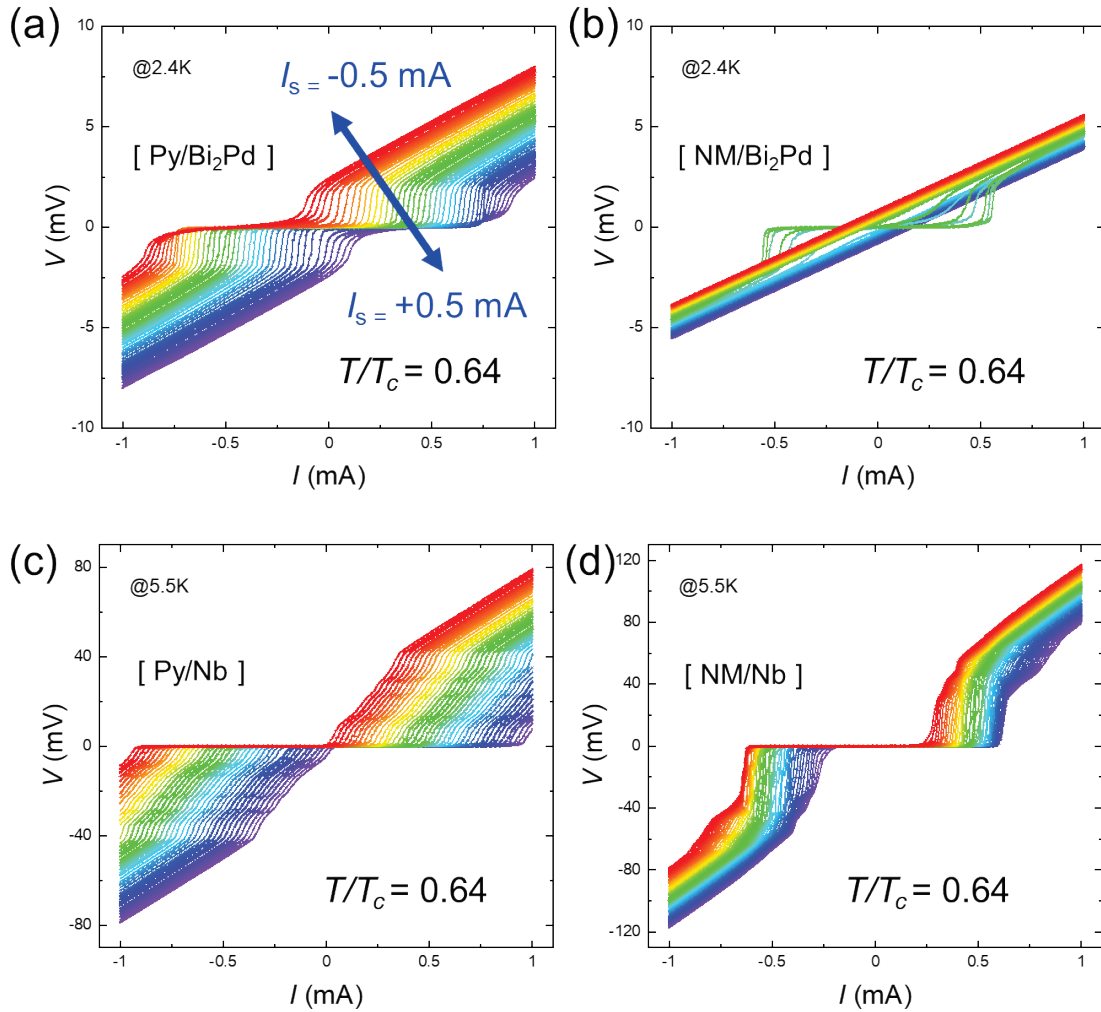 (a)
10
5
0
-5
-10
V (mV)
@2.4K
[ Py/Bi₂Pd ]
Iₛ = -0.5 mA
Iₛ = +0.5 mA
T/T꜀ = 0.64
-1
-0.5
0
0.5
1
I (mA)
(b)
10
5
0
-5
-10
V (mV)
@2.4K
[ NM/Bi₂Pd ]
T/T꜀ = 0.64
-1
-0.5
0
0.5
1
I (mA)
(c)
80
40
0
-40
-80
V (mV)
@5.5K
[ Py/Nb ]
T/T꜀ = 0.64
-1
-0.5
0
0.5
1
I (mA)
(d)
120
80
40
0
-40
-80
-120
V (mV)
@5.5K
[ NM/Nb ]
T/T꜀ = 0.64
-1
-0.5
0
0.5
1
I (mA)